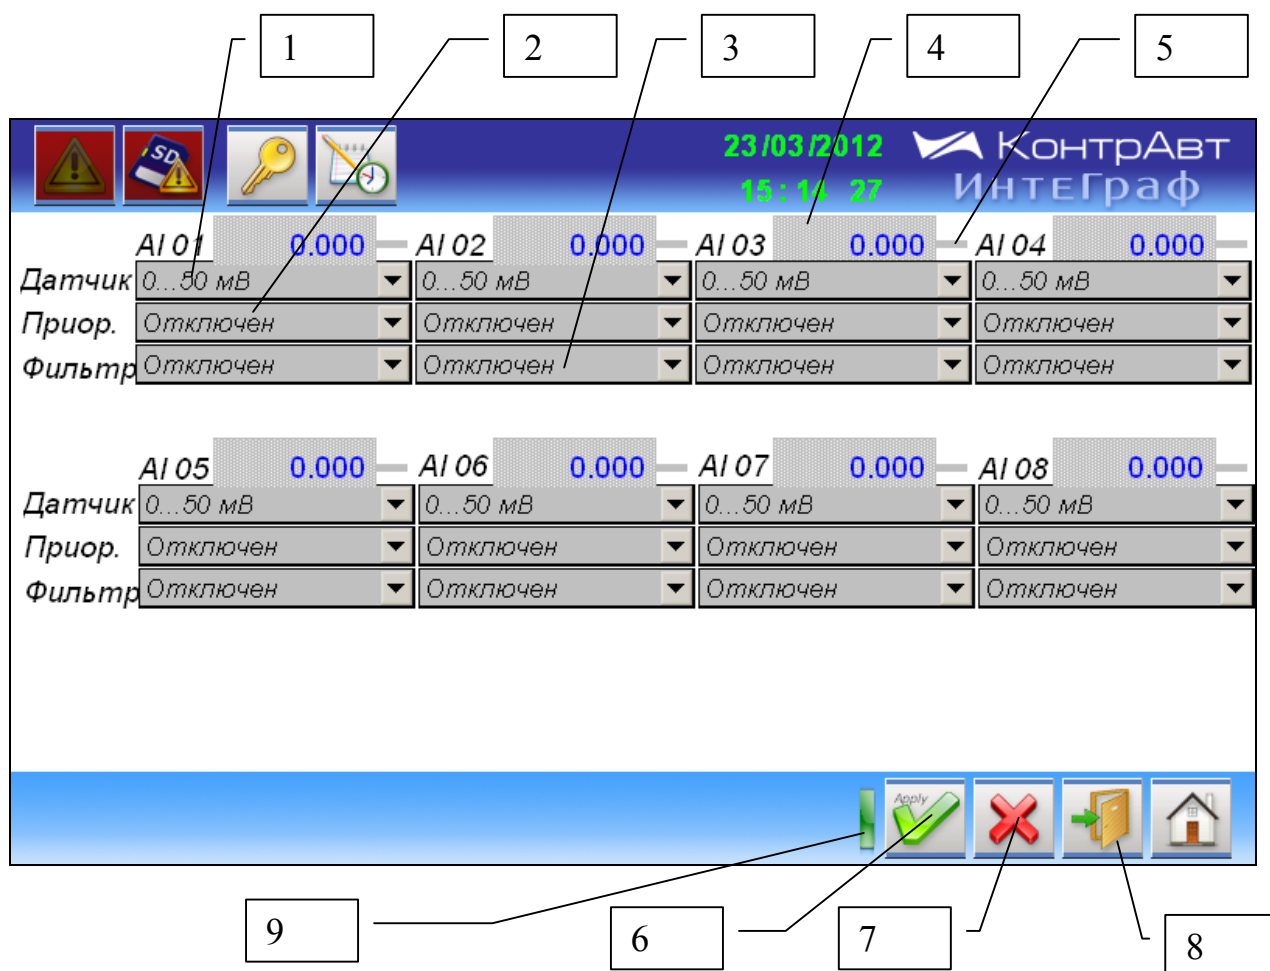 1 2 3 4 5
SD
23/03/2012 КонтрАвт
15:14 27 ИнтеГраф
AI 01 0.000 AI 02 0.000 AI 03 0.000 AI 04 0.000
Датчик 0...50 мВ 0...50 мВ 0...50 мВ 0...50 мВ
Приор. Отключен Отключен Отключен Отключен
Фильтр Отключен Отключен Отключен Отключен
AI 05 0.000 AI 06 0.000 AI 07 0.000 AI 08 0.000
Датчик 0...50 мВ 0...50 мВ 0...50 мВ 0...50 мВ
Приор. Отключен Отключен Отключен Отключен
Фильтр Отключен Отключен Отключен Отключен
Apply
9 6 7 8